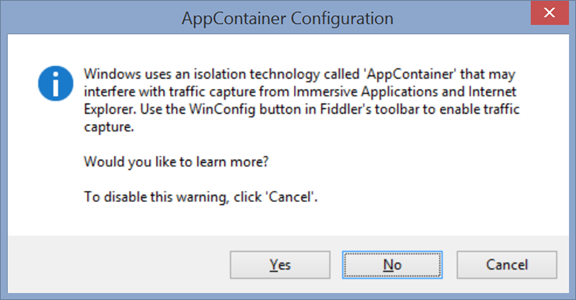 AppContainer Configuration
Windows uses an isolation technology called 'AppContainer' that may
interfere with traffic capture from Immersive Applications and Internet
Explorer. Use the WinConfig button in Fiddler's toolbar to enable traffic
capture.
Would you like to learn more?
To disable this warning, click 'Cancel'.
Yes No Cancel